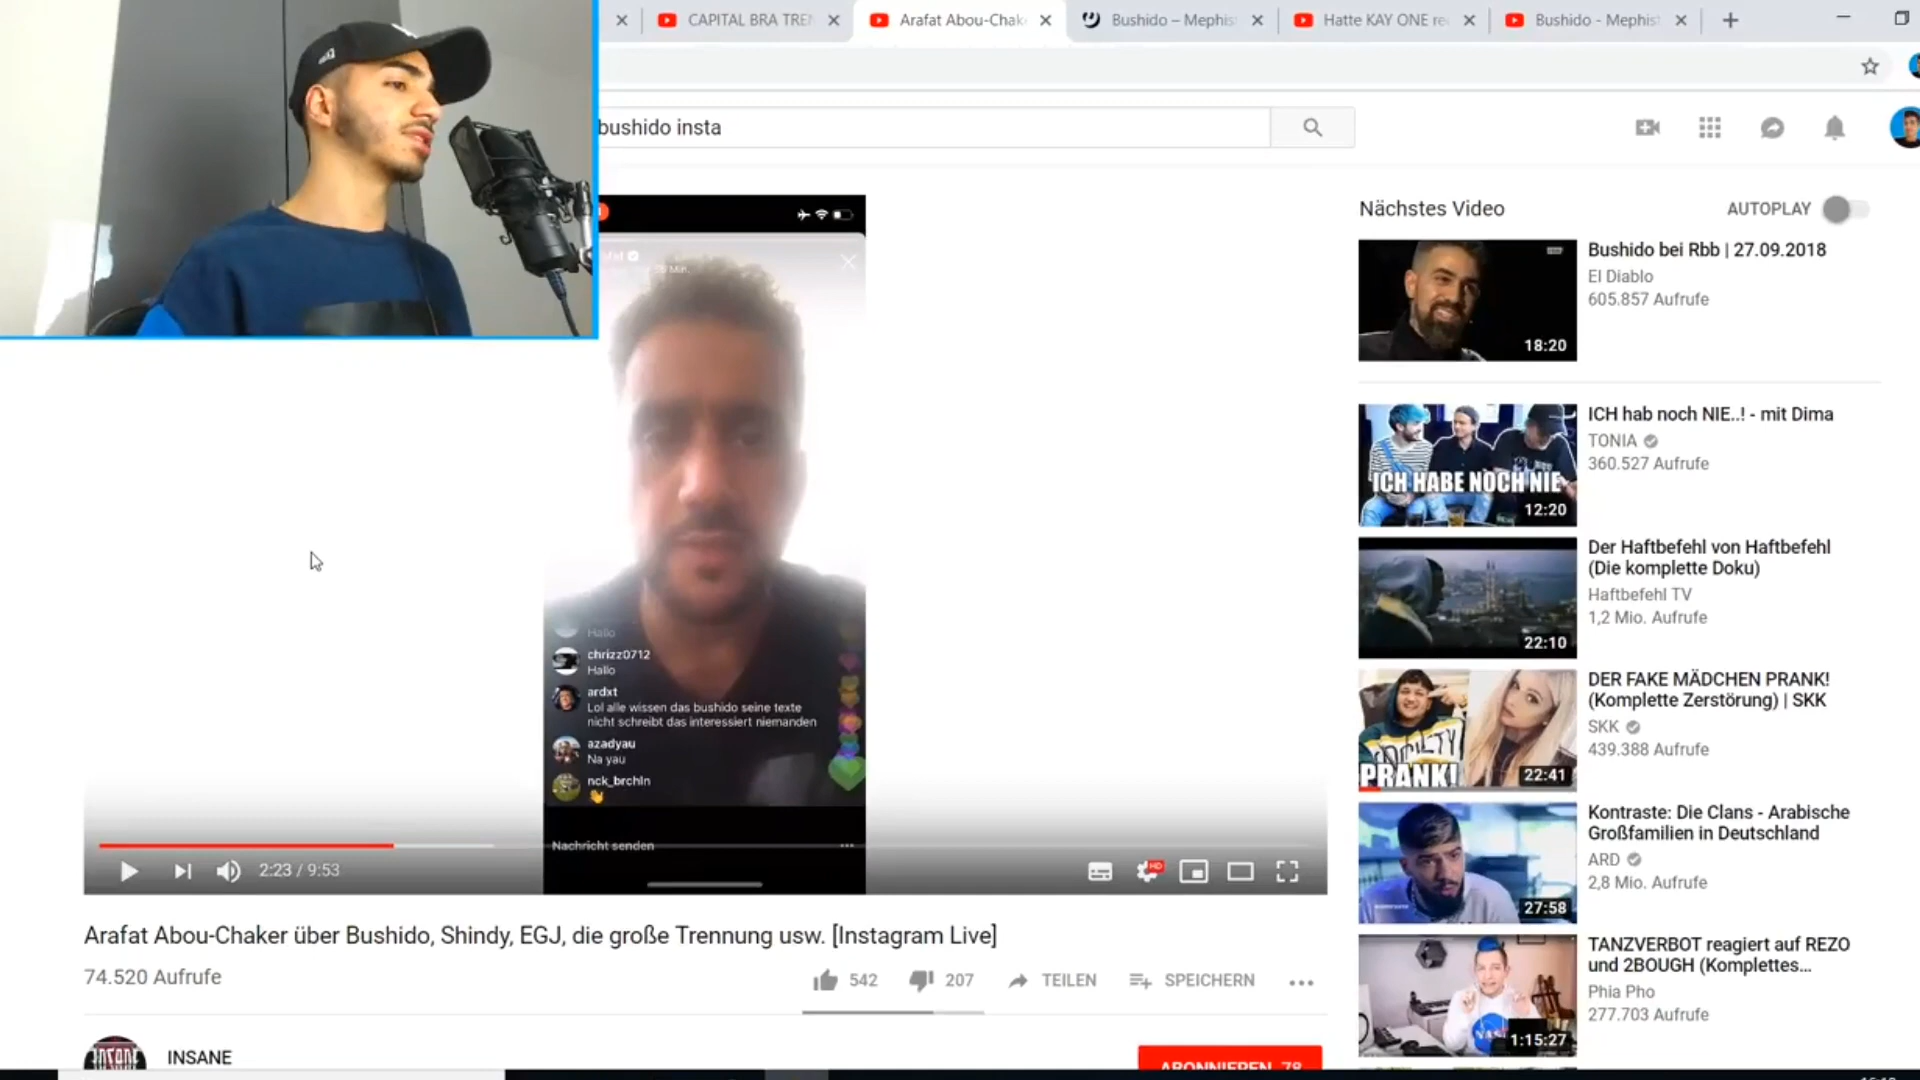 CAPITAL BRA TRE
Arafat Abou-Chak
Bushido – Mephis
Hatte KAY ONE re
Bushido - Mephist
bushido insta
Nächstes Video
AUTOPLAY
Bushido bei Rbb | 27.09.2018
El Diablo
605.857 Aufrufe
18:20
ICH hab noch NIE..! - mit Dima
TONIA
360.527 Aufrufe
ICH HABE NOCH NIE
12:20
Der Haftbefehl von Haftbefehl
(Die komplette Doku)
Haftbefehl TV
1,2 Mio. Aufrufe
22:10
DER FAKE MÄDCHEN PRANK!
(Komplette Zerstörung) | SKK
SKK
439.388 Aufrufe
PRANK!
22:41
Kontraste: Die Clans - Arabische
Großfamilien in Deutschland
ARD
2,8 Mio. Aufrufe
27:58
TANZVERBOT reagiert auf REZO
und 2BOUGH (Komplettes...
Phia Pho
277.703 Aufrufe
1:15:27
Hallo
chrizz0712
Hallo
ardxt
Lol alle wissen das bushido seine texte
nicht schreibt das interessiert niemanden
azadyau
Na yau
nck_brchln
Nachricht senden
2:23 / 9:53
HD
Arafat Abou-Chaker über Bushido, Shindy, EGJ, die große Trennung usw. [Instagram Live]
74.520 Aufrufe
542
207
TEILEN
SPEICHERN
INSANE
ABONNIEREN 78